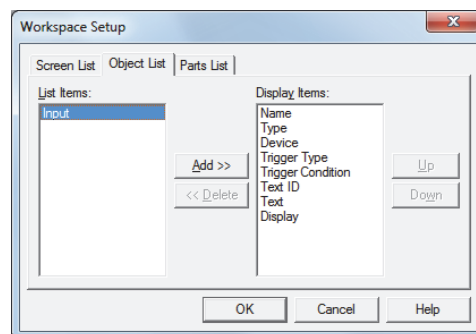 Workspace Setup
x
Screen List Object List Parts List
List Items:
Input
Add >>
<< Delete
Display Items:
Name
Type
Device
Trigger Type
Trigger Condition
Text ID
Text
Display
Up
Down
OK Cancel Help